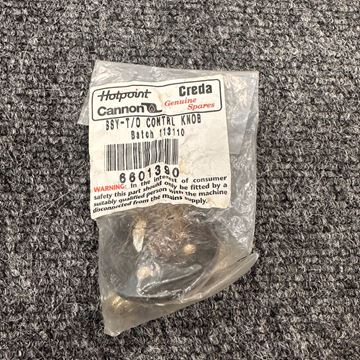 Hotpoint Creda
Cannon Genuine Spares
SSY-T/O CONTRL KNOB
Batch 113110
6601390
WARNING: In the interest of consumer
safety this part should only be fitted by a
suitably qualified person with the machine
disconnected from the mains supply.